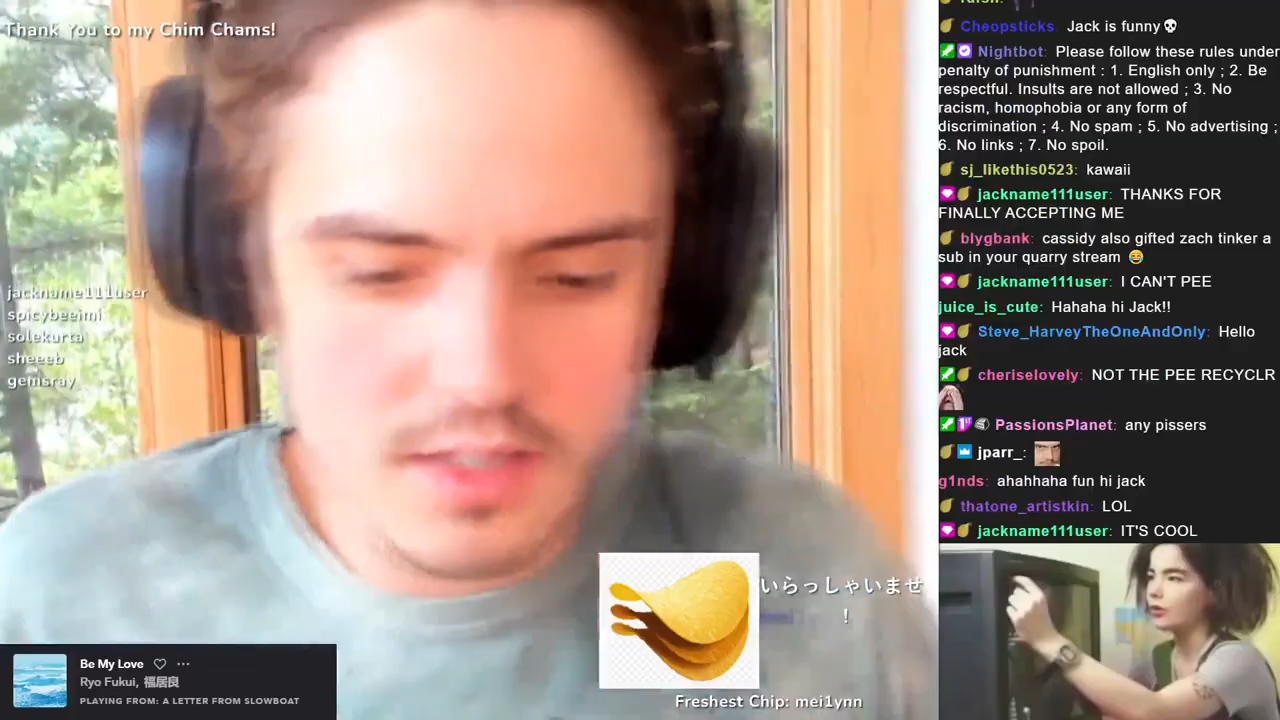 Thank You to my Chim Chams!
jackname111user
spicybeeimi
solekurta
sheeeb
gemsray
Be My Love
Ryo Fukui, 福居良
PLAYING FROM: A LETTER FROM SLOWBOAT
いらっしゃいませ
！
Freshest Chip: mei1ynn
Cheopsticks Jack is funny💀
Nightbot: Please follow these rules under
penalty of punishment : 1. English only ; 2. Be
respectful. Insults are not allowed ; 3. No
racism, homophobia or any form of
discrimination ; 4. No spam ; 5. No advertising ;
6. No links ; 7. No spoil.
sj_likethis0523: kawaii
jackname111user: THANKS FOR
FINALLY ACCEPTING ME
blygbank: cassidy also gifted zach tinker a
sub in your quarry stream 😂
jackname111user: I CAN'T PEE
juice_is_cute: Hahaha hi Jack!!
Steve_HarveyTheOneAndOnly: Hello
jack
cheriselovely: NOT THE PEE RECYCLR
PassionsPlanet: any pissers
jparr_:
g1nds: ahahhaha fun hi jack
thatone_artistkin: LOL
jackname111user: IT'S COOL